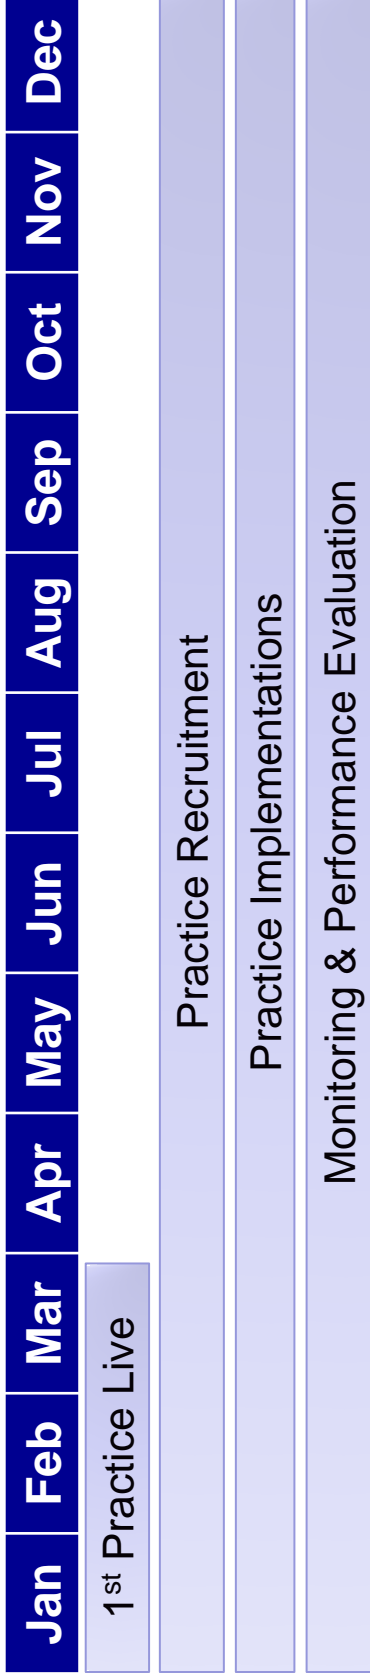 Jan Feb Mar Apr May Jun Jul Aug Sep Oct Nov Dec
1st Practice Live
Practice Recruitment
Practice Implementations
Monitoring & Performance Evaluation